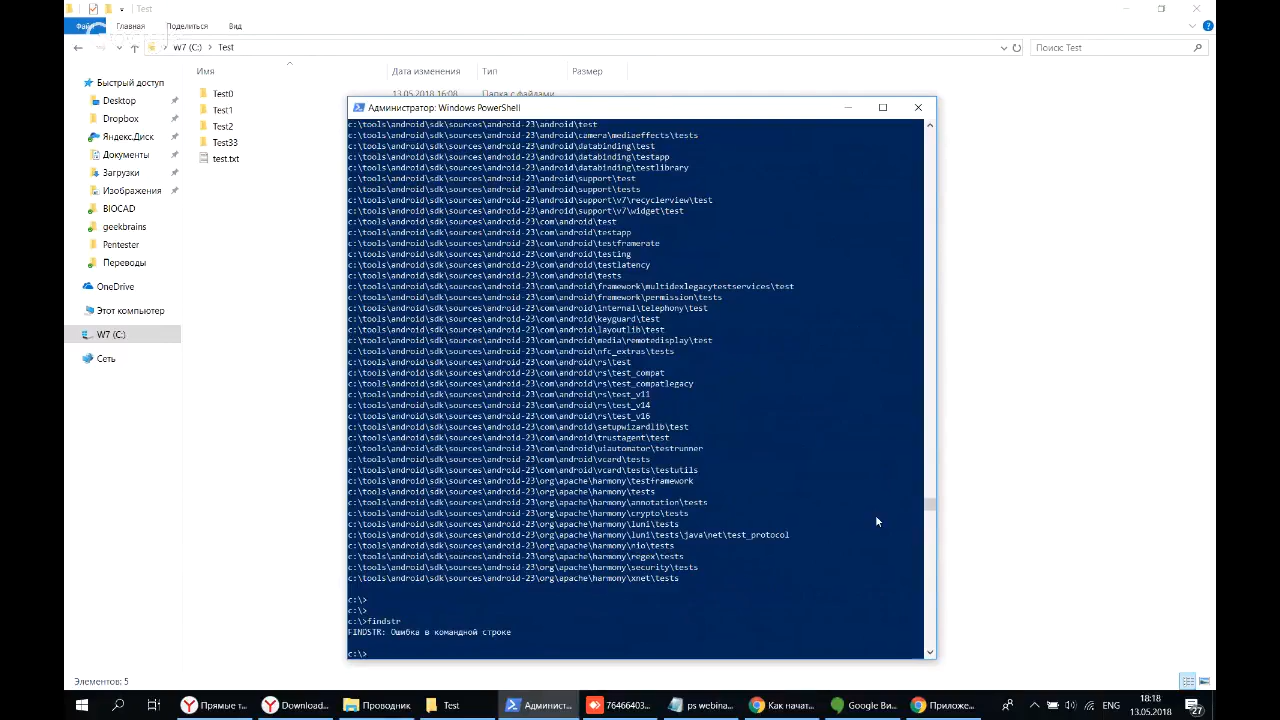 Test
Файл Главная Поделиться Вид
W7 (C:) Test
Поиск: Test
Имя Дата изменения Тип Размер
Быстрый доступ
Desktop
Dropbox
Яндекс.Диск
Документы
Загрузки
Изображения
BIOCAD
geekbrains
Pentester
Переводы
OneDrive
Этот компьютер
W7 (C:)
Сеть
Test0 13.05.2018 16:08 Папка с файлами
Test1
Test2
Test33
test.txt
Администратор: Windows PowerShell
c:\tools\android\sdk\sources\android-23\android\test
c:\tools\android\sdk\sources\android-23\android\camera\mediaeffects\tests
c:\tools\android\sdk\sources\android-23\android\databinding\test
c:\tools\android\sdk\sources\android-23\android\databinding\testapp
c:\tools\android\sdk\sources\android-23\android\databinding\testlibrary
c:\tools\android\sdk\sources\android-23\android\support\test
c:\tools\android\sdk\sources\android-23\android\support\tests
c:\tools\android\sdk\sources\android-23\android\support\v7\recyclerview\test
c:\tools\android\sdk\sources\android-23\android\support\v7\widget\test
c:\tools\android\sdk\sources\android-23\com\android\test
c:\tools\android\sdk\sources\android-23\com\android\testapp
c:\tools\android\sdk\sources\android-23\com\android\testframerate
c:\tools\android\sdk\sources\android-23\com\android\testing
c:\tools\android\sdk\sources\android-23\com\android\testlatency
c:\tools\android\sdk\sources\android-23\com\android\tests
c:\tools\android\sdk\sources\android-23\com\android\framework\multidexlegacytestservices\test
c:\tools\android\sdk\sources\android-23\com\android\framework\permission\tests
c:\tools\android\sdk\sources\android-23\com\android\internal\telephony\test
c:\tools\android\sdk\sources\android-23\com\android\keyguard\test
c:\tools\android\sdk\sources\android-23\com\android\layoutlib\test
c:\tools\android\sdk\sources\android-23\com\android\media\remotedisplay\test
c:\tools\android\sdk\sources\android-23\com\android\nfc_extras\tests
c:\tools\android\sdk\sources\android-23\com\android\rs\test
c:\tools\android\sdk\sources\android-23\com\android\rs\test_compat
c:\tools\android\sdk\sources\android-23\com\android\rs\test_compatlegacy
c:\tools\android\sdk\sources\android-23\com\android\rs\test_v11
c:\tools\android\sdk\sources\android-23\com\android\rs\test_v14
c:\tools\android\sdk\sources\android-23\com\android\rs\test_v16
c:\tools\android\sdk\sources\android-23\com\android\setupwizardlib\test
c:\tools\android\sdk\sources\android-23\com\android\trustagent\test
c:\tools\android\sdk\sources\android-23\com\android\uiautomator\testrunner
c:\tools\android\sdk\sources\android-23\com\android\vcard\tests
c:\tools\android\sdk\sources\android-23\com\android\vcard\tests\testutils
c:\tools\android\sdk\sources\android-23\org\apache\harmony\testframework
c:\tools\android\sdk\sources\android-23\org\apache\harmony\tests
c:\tools\android\sdk\sources\android-23\org\apache\harmony\annotation\tests
c:\tools\android\sdk\sources\android-23\org\apache\harmony\crypto\tests
c:\tools\android\sdk\sources\android-23\org\apache\harmony\luni\tests
c:\tools\android\sdk\sources\android-23\org\apache\harmony\luni\tests\java\net\test_protocol
c:\tools\android\sdk\sources\android-23\org\apache\harmony\nio\tests
c:\tools\android\sdk\sources\android-23\org\apache\harmony\regex\tests
c:\tools\android\sdk\sources\android-23\org\apache\harmony\security\tests
c:\tools\android\sdk\sources\android-23\org\apache\harmony\xnet\tests
c:\>
c:\>
c:\>findstr
FINDSTR: Ошибка в командной строке
c:\>
Элементов: 5
Прямые т... Download... Проводник Test Админист... 76466403... ps webina... Как начат... Google Ви... Приложе... ENG 18:18
13.05.2018 27